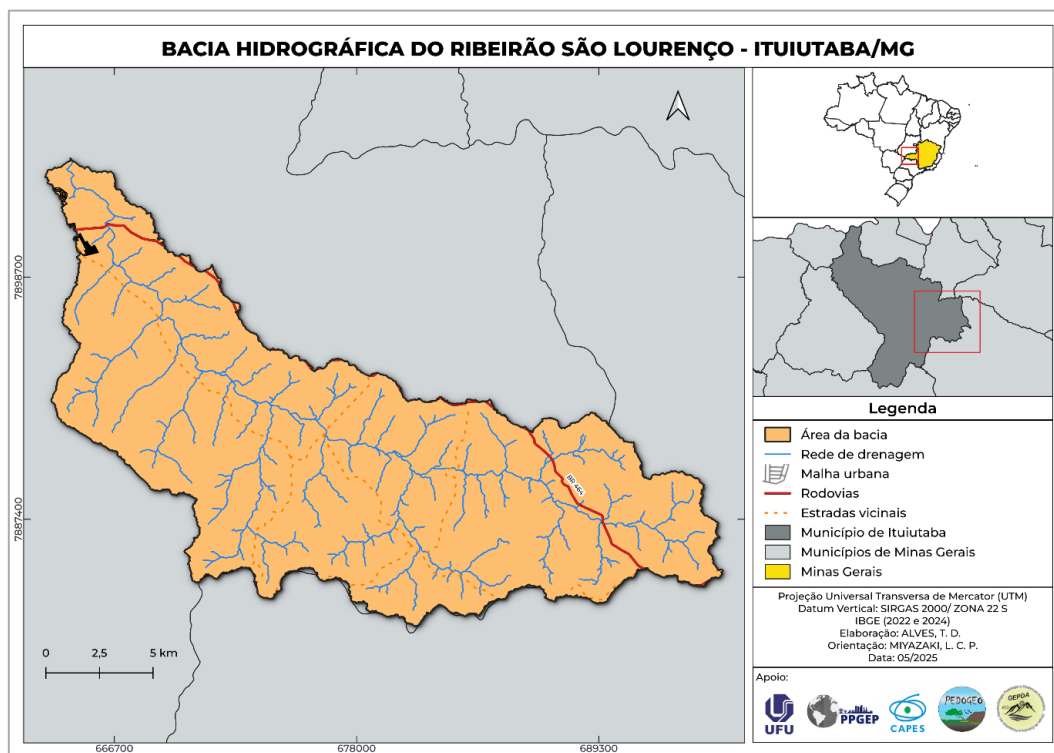 BACIA HIDROGRÁFICA DO RIBEIRÃO SÃO LOURENÇO - ITUIUTABA/MG
7898700
7887400
BR 464
0 2,5 5 km
666700 678000 689300
Legenda
Área da bacia
Rede de drenagem
Malha urbana
Rodovias
Estradas vicinais
Município de Ituiutaba
Municípios de Minas Gerais
Minas Gerais
Projeção Universal Transversa de Mercator (UTM)
Datum Vertical: SIRGAS 2000/ ZONA 22 S
IBGE (2022 e 2024)
Elaboração: ALVES, T. D.
Orientação: MIYAZAKI, L. C. P.
Data: 05/2025
Apoio:
UFU
PPGEP
CAPES
PEDOGEO
GEPDA